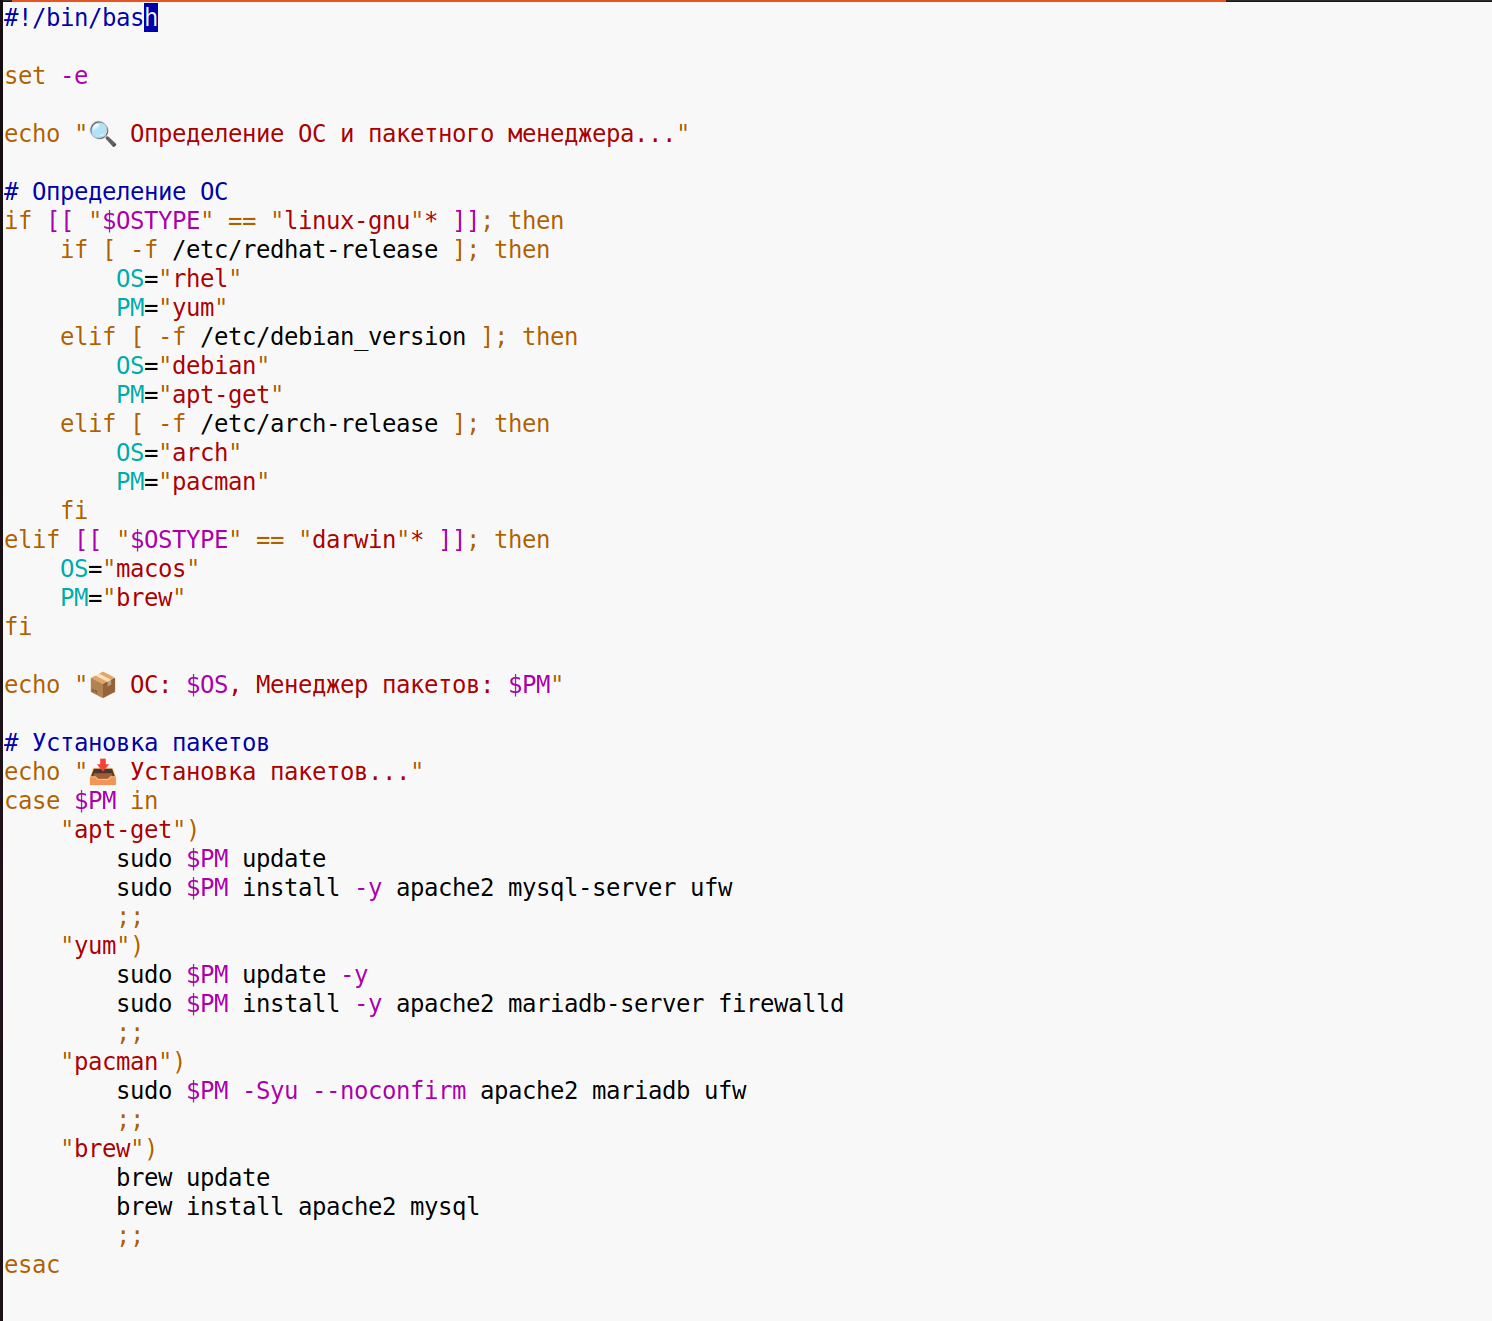 #!/bin/bash
set -e
echo "🔍 Определение ОС и пакетного менеджера..."
# Определение ОС
if [[ "$OSTYPE" == "linux-gnu"* ]]; then
    if [ -f /etc/redhat-release ]; then
        OS="rhel"
        PM="yum"
    elif [ -f /etc/debian_version ]; then
        OS="debian"
        PM="apt-get"
    elif [ -f /etc/arch-release ]; then
        OS="arch"
        PM="pacman"
    fi
elif [[ "$OSTYPE" == "darwin"* ]]; then
    OS="macos"
    PM="brew"
fi
echo "📦 ОС: $OS, Менеджер пакетов: $PM"
# Установка пакетов
echo "📥 Установка пакетов..."
case $PM in
    "apt-get")
        sudo $PM update
        sudo $PM install -y apache2 mysql-server ufw
        ;;
    "yum")
        sudo $PM update -y
        sudo $PM install -y apache2 mariadb-server firewalld
        ;;
    "pacman")
        sudo $PM -Syu --noconfirm apache2 mariadb ufw
        ;;
    "brew")
        brew update
        brew install apache2 mysql
        ;;
esac